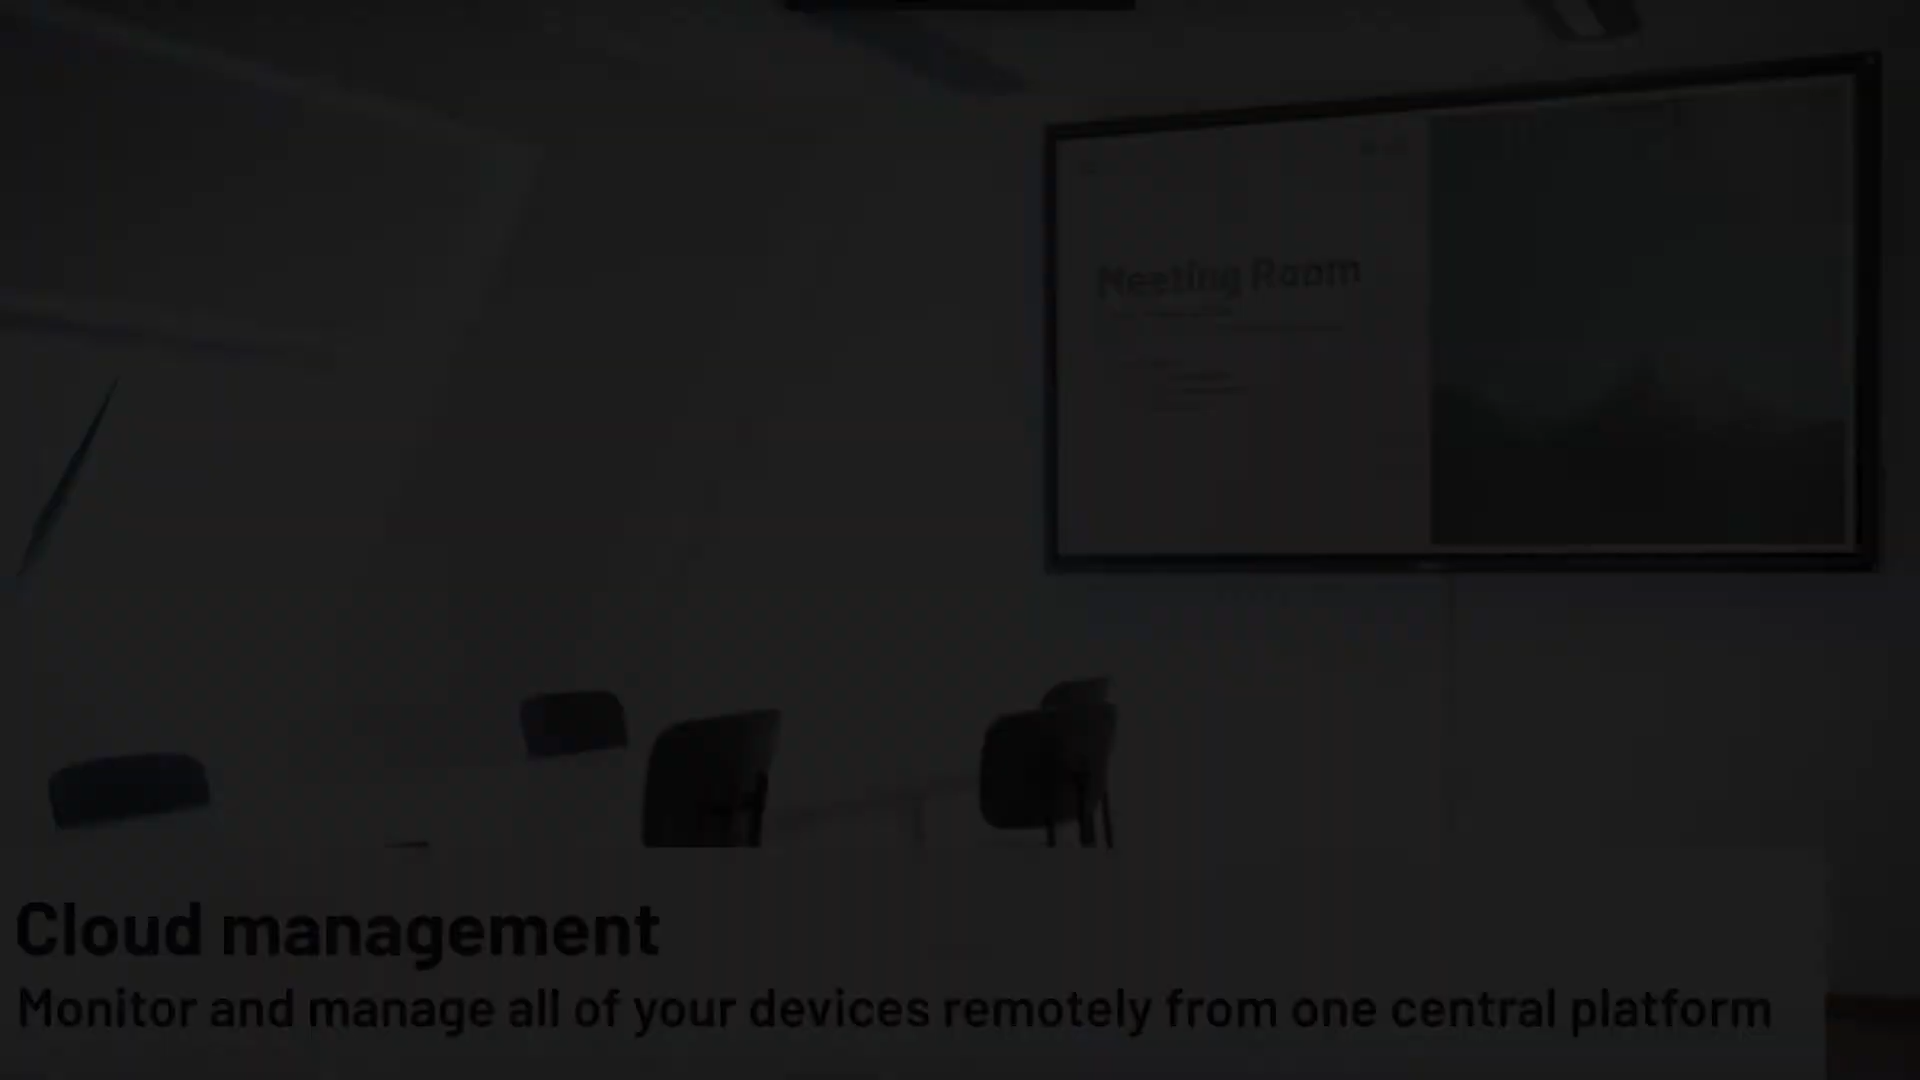 Meeting Room
Cloud management
Monitor and manage all of your devices remotely from one central platform